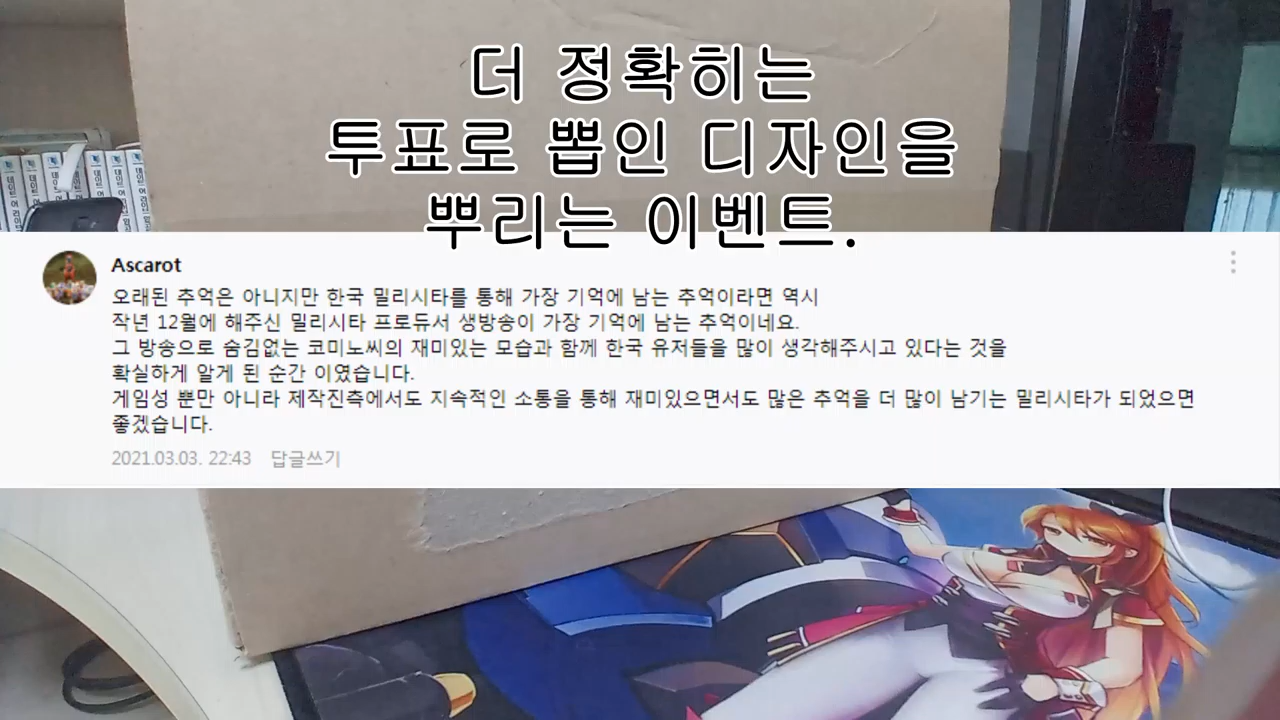 더 정확히는
투표로 뽑인 디자인을
뿌리는 이벤트.
Ascarot
오래된 추억은 아니지만 한국 밀리시타를 통해 가장 기억에 남는 추억이라면 역시
작년 12월에 해주신 밀리시타 프로듀서 생방송이 가장 기억에 남는 추억이네요.
그 방송으로 숨김없는 코미노씨의 재미있는 모습과 함께 한국 유저들을 많이 생각해주시고 있다는 것을
확실하게 알게 된 순간 이였습니다.
게임성 뿐만 아니라 제작진측에서도 지속적인 소통을 통해 재미있으면서도 많은 추억을 더 많이 남기는 밀리시타가 되었으면
좋겠습니다.
2021.03.03. 22:43 답글쓰기